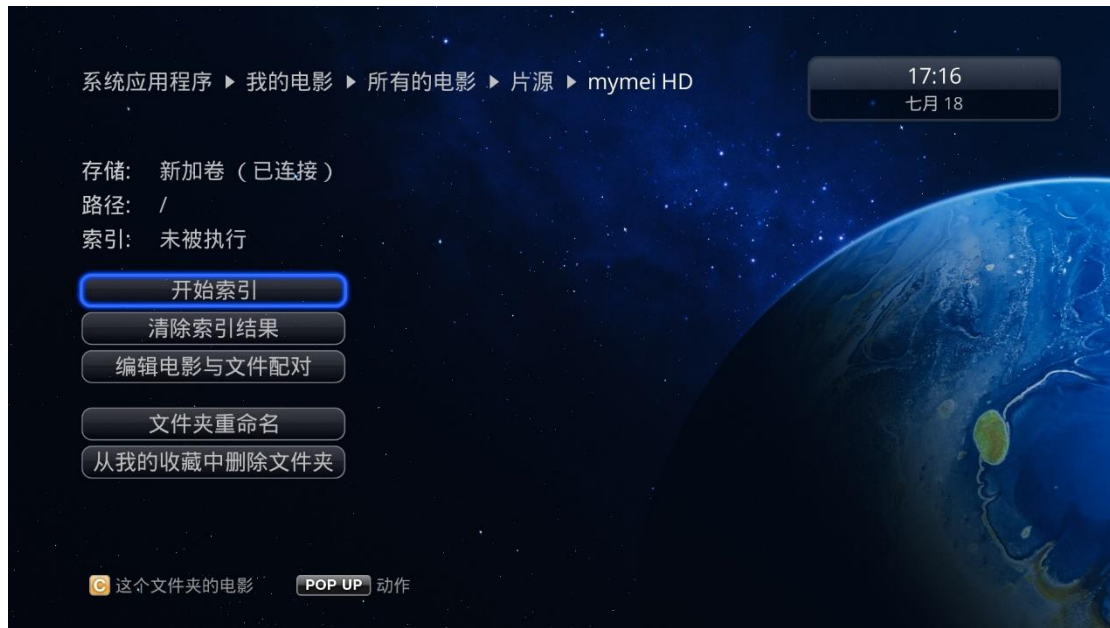 系统应用程序 ▶ 我的电影 ▶ 所有的电影 ▶ 片源 ▶ mymei HD
17:16
七月 18
存储: 新加卷 ( 已连接 )
路径: /
索引: 未被执行
开始索引
清除索引结果
编辑电影与文件配对
文件夹重命名
从我的收藏中删除文件夹
C 这个文件夹的电影 POP UP 动作